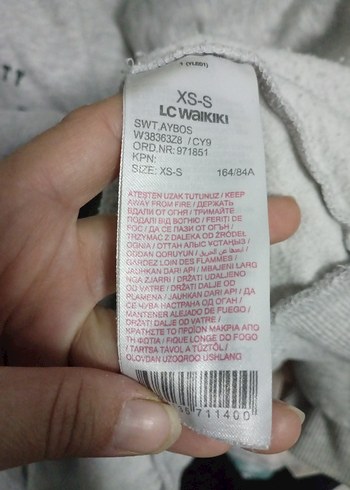 XS-S
LC WAIKIKI
SWT.AYBOS
W38363Z8 / CY9
ORD.NR: 971851
KPN:
SIZE: XS-S 164/84A
ATEŞTEN UZAK TUTUNUZ / KEEP
AWAY FROM FIRE / ДЕРЖАТЬ
ВДАЛИ ОТ ОГНЯ / ТРИМАЙТЕ
ПОДАЛІ ВІД ВОГНЮ / FERITI DE
FOC / ДА СЕ ПАЗИ ОТ ОГЪН /
TRZYMAĆ Z DALEKA OD ŹRÓDEŁ
OGNIA / ОТТАН АЛЫС ҰСТАҢЫЗ /
ODDAN QORUYUN /
GARDEZ LOIN DES FLAMMES /
JAUHKAN DARI API / MBAJENI LARG
NGA ZJARRI / DRŽATI UDALJENO
OD VATRE / DRŽATI DALJE OD
PLAMENA / JAUHKAN DARI API / ДА
СЕ ЧУВА НАСТРАНА ОД ОГАН /
MANTENER ALEJADO DE FUEGO /
DRŽATI DALJE OD VATRE /
ΚΡΑΤΗΣΤΕ ΤΟ ΠΡΟΪΟΝ ΜΑΚΡΙΑ ΑΠΟ
ΤΗ ΦΩΤΙΑ / FIQUE LONGE DO FOGO
/ TARTSA TÁVOL A TŰZTŐL /
OLOVDAN UZOQROQ USHLANG
711400